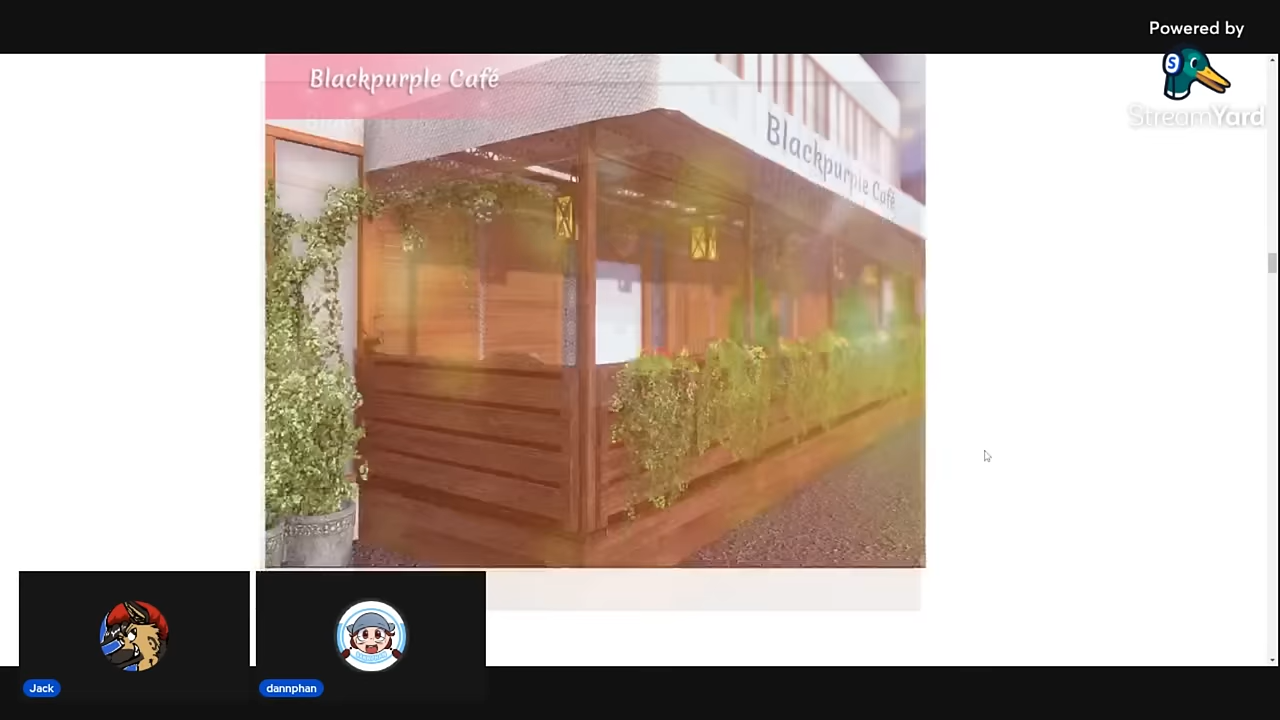 Powered by
S
StreamYard
Blackpurple Café
Blackpurple Café
Jack
dannphan